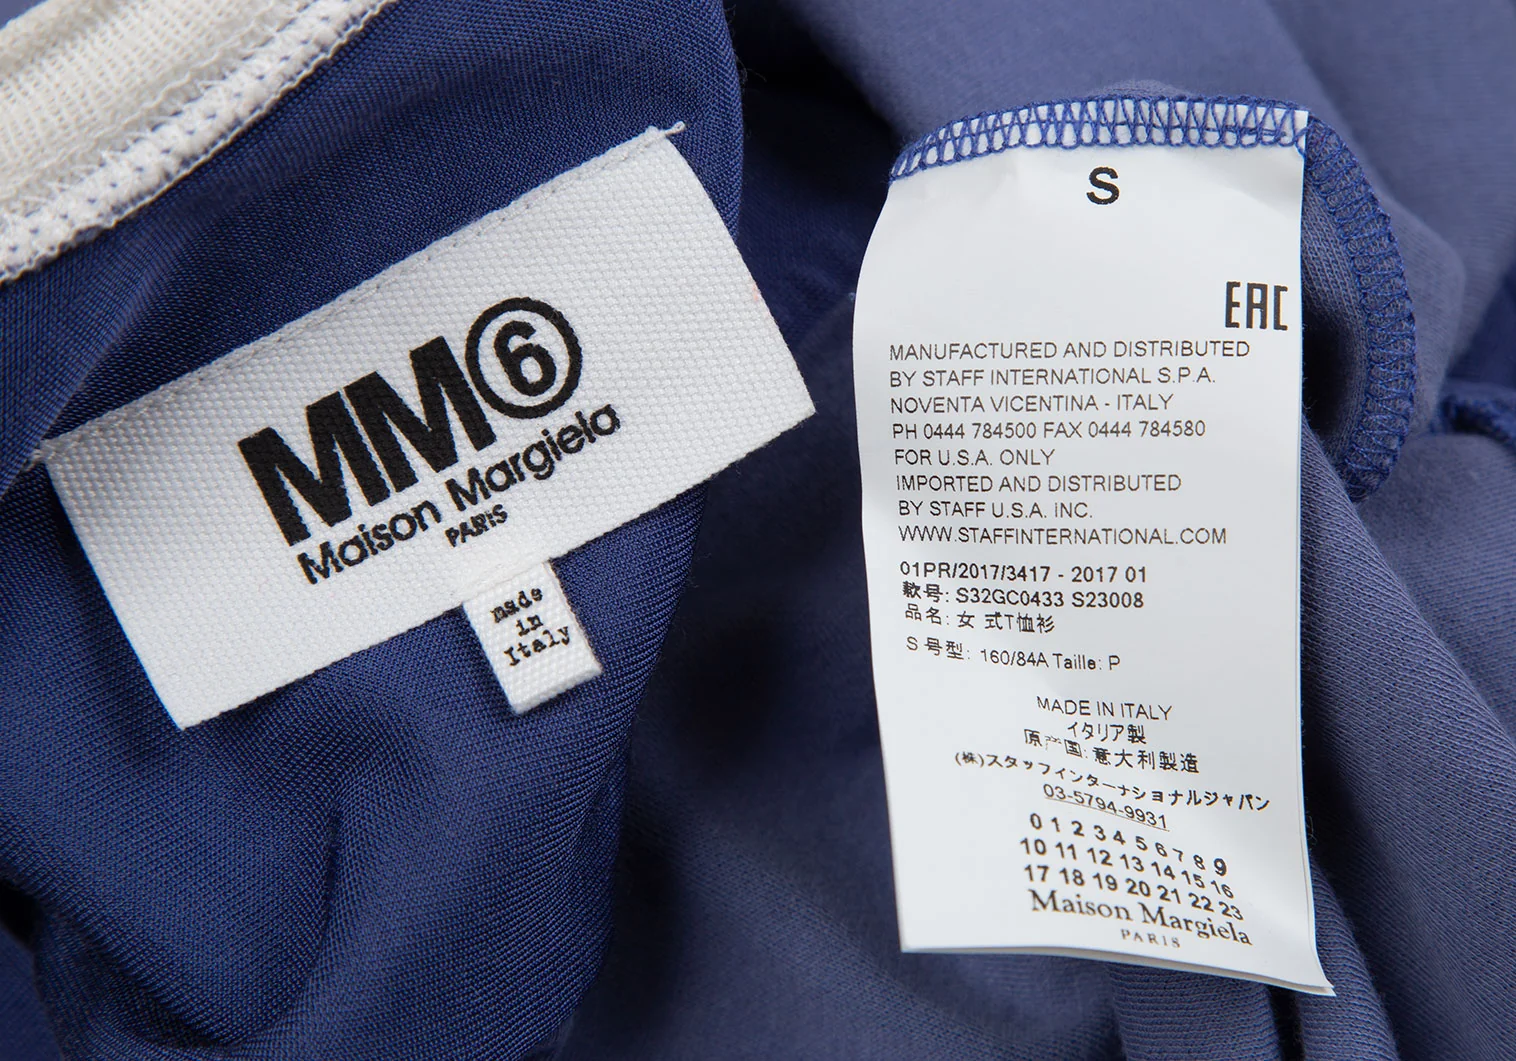 MM6
Maison Margiela
PARIS
made
in
Italy
S
EAC
MANUFACTURED AND DISTRIBUTED
BY STAFF INTERNATIONAL S.P.A.
NOVENTA VICENTINA - ITALY
PH 0444 784500 FAX 0444 784580
FOR U.S.A. ONLY
IMPORTED AND DISTRIBUTED
BY STAFF U.S.A. INC.
WWW.STAFFINTERNATIONAL.COM
01PR/2017/3417 - 2017 01
款号: S32GC0433 S23008
品名: 女 式T恤衫
S 号型: 160/84A Taille: P
MADE IN ITALY
イタリア製
原产国: 意大利製造
(株)スタッフインターナショナルジャパン
03-5794-9931
0 1 2 3 4 5 6 7 8 9
10 11 12 13 14 15 16
17 18 19 20 21 22 23
Maison Margiela
PARIS